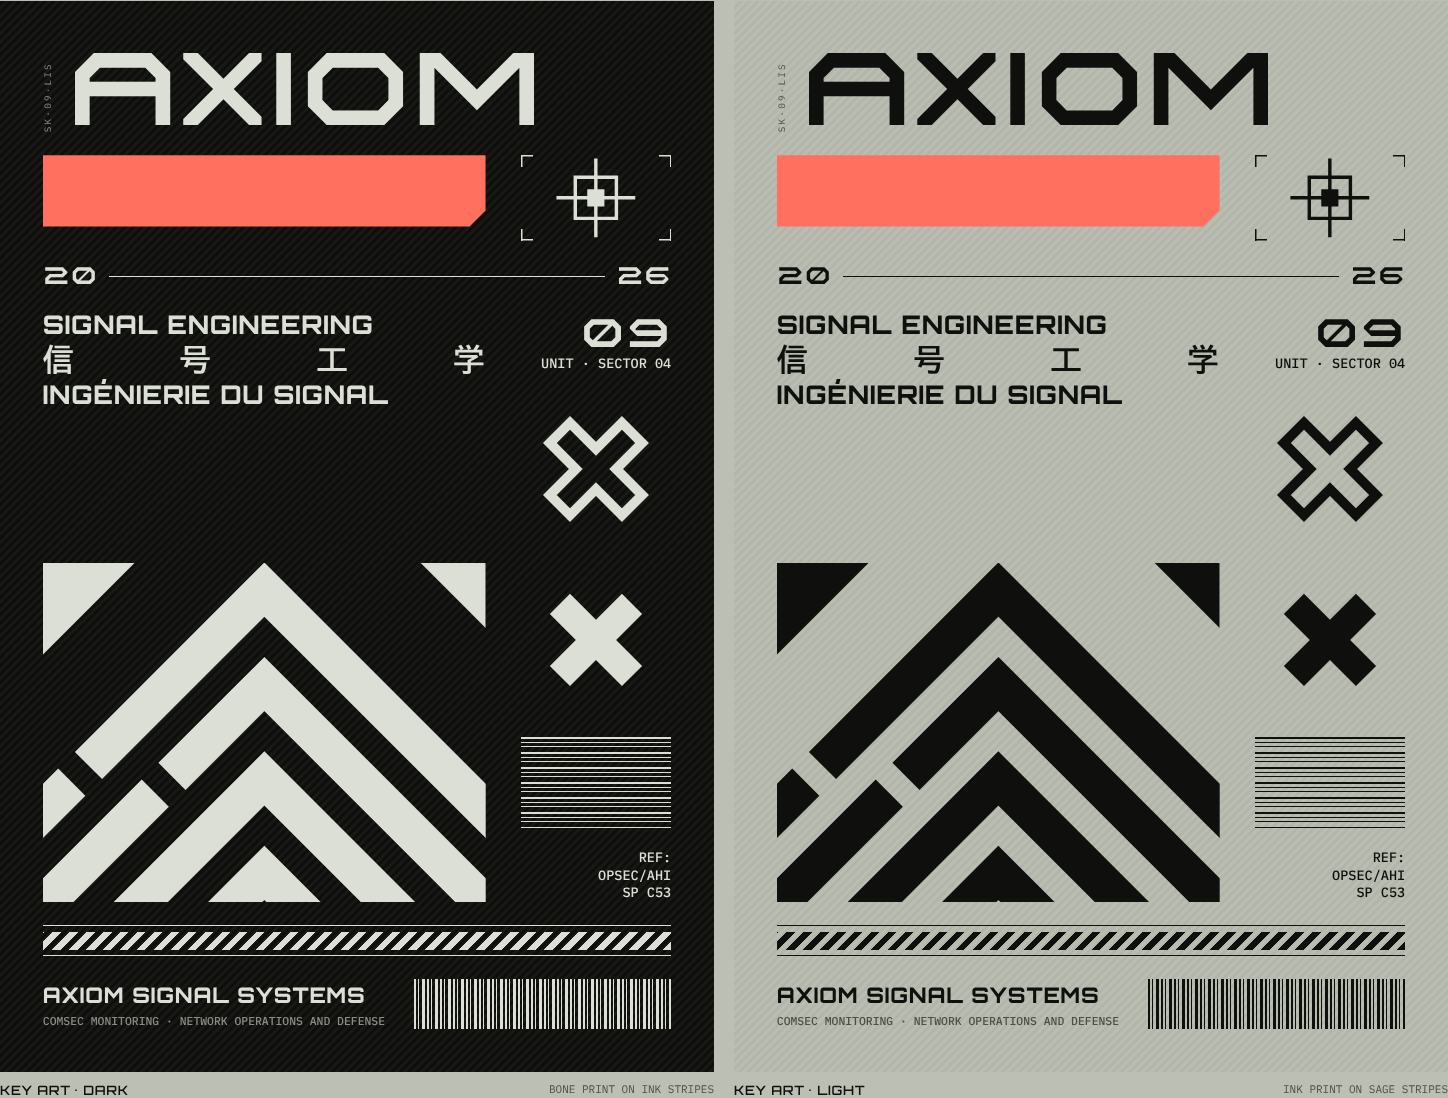 SK·09·LIS
AXIOM
20 26
SIGNAL ENGINEERING
信号工学
INGÉNIERIE DU SIGNAL
09
UNIT · SECTOR 04
REF:
OPSEC/AHI
SP C53
AXIOM SIGNAL SYSTEMS
COMSEC MONITORING · NETWORK OPERATIONS AND DEFENSE
KEY ART · DARK
BONE PRINT ON INK STRIPES
SK·09·LIS
AXIOM
20 26
SIGNAL ENGINEERING
信号工学
INGÉNIERIE DU SIGNAL
09
UNIT · SECTOR 04
REF:
OPSEC/AHI
SP C53
AXIOM SIGNAL SYSTEMS
COMSEC MONITORING · NETWORK OPERATIONS AND DEFENSE
KEY ART · LIGHT
INK PRINT ON SAGE STRIPES